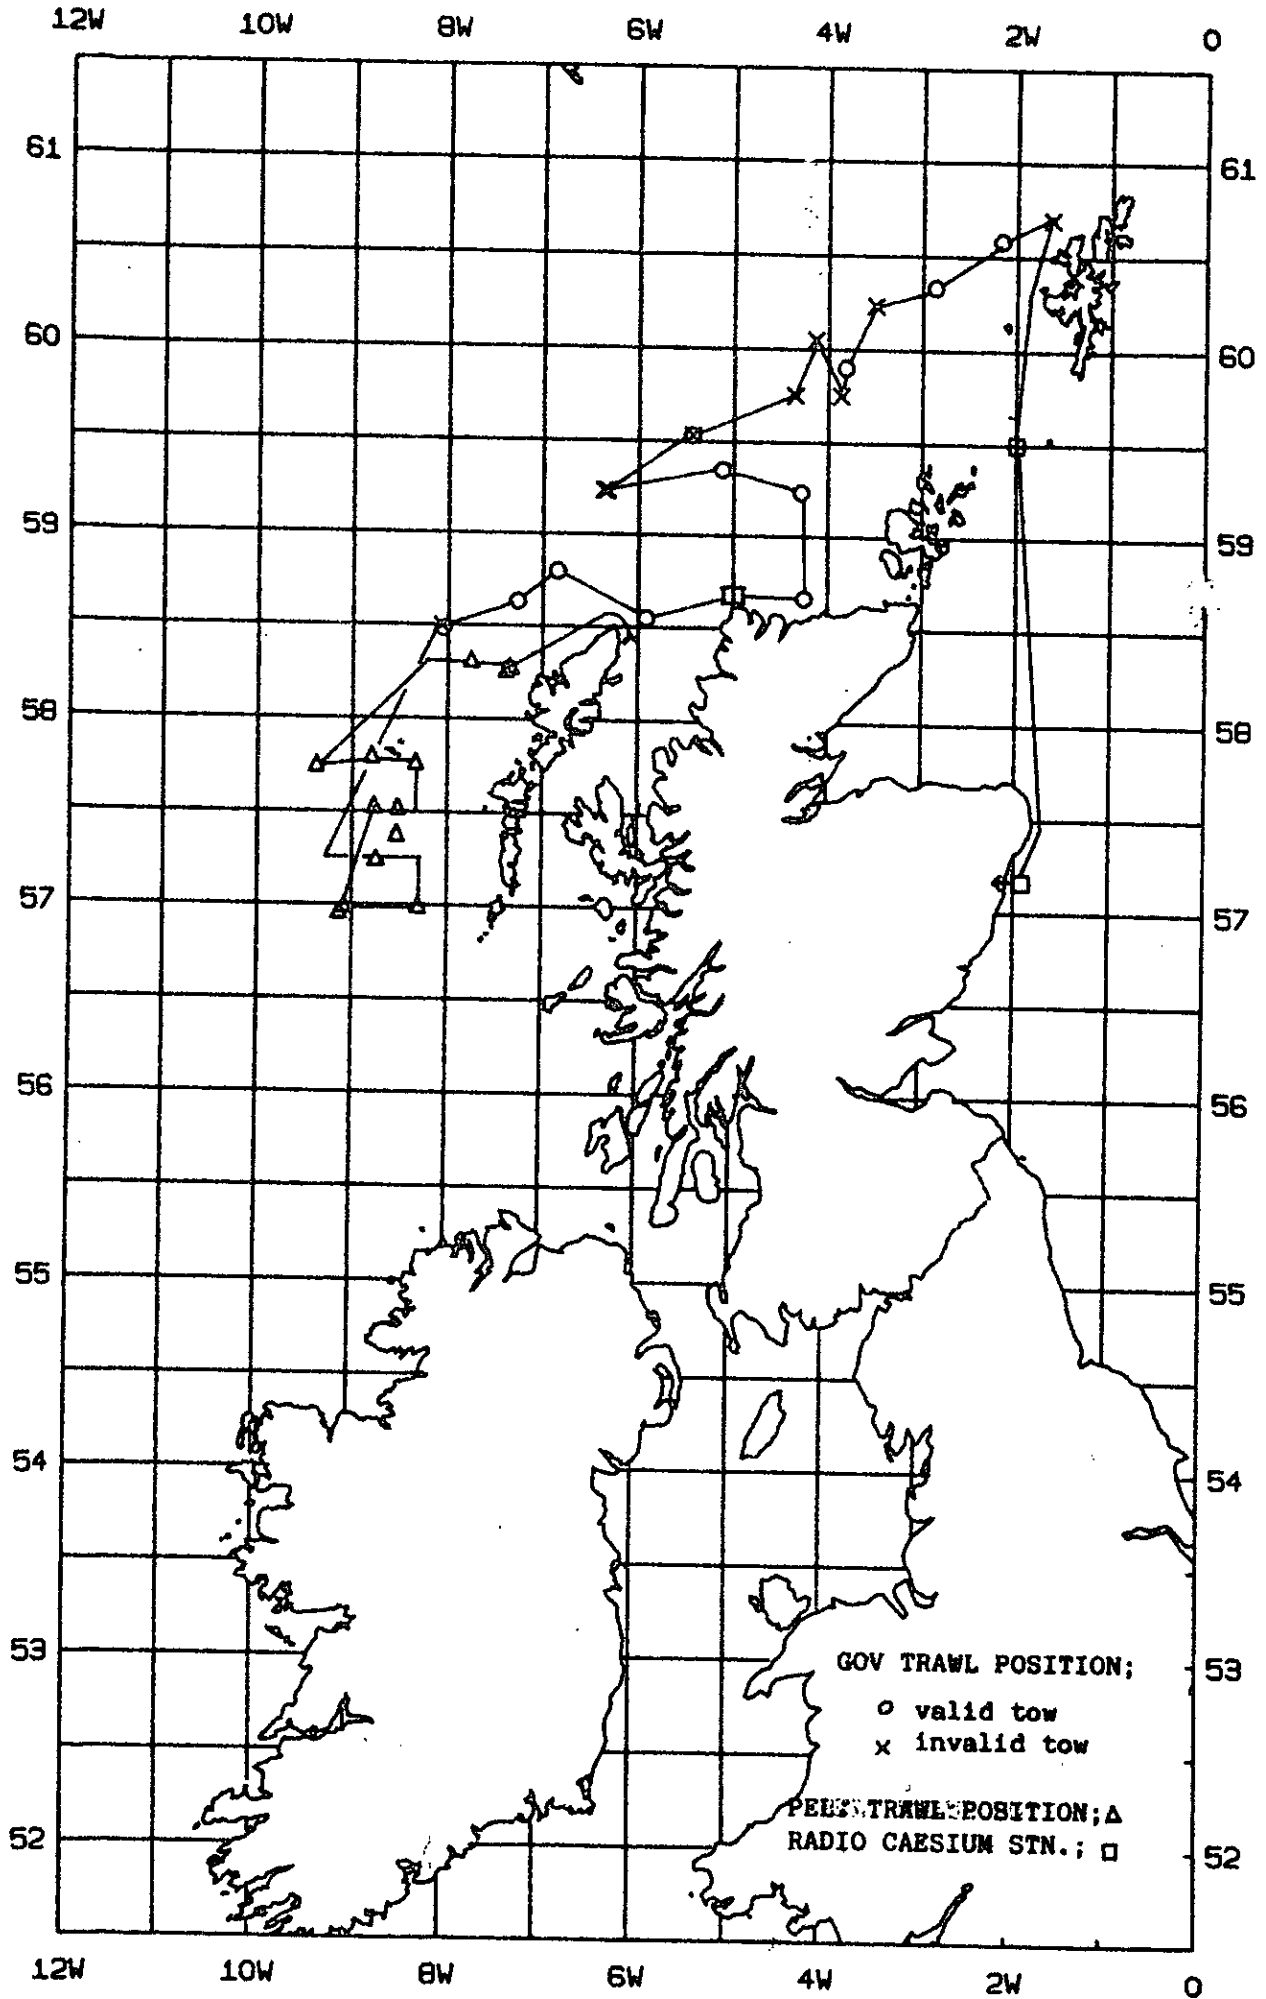 12W 10W 8W 6W 4W 2W 0
61 61
60 60
59 59
58 58
57 57
56 56
55 55
54 54
53 53
GOV TRAWL POSITION;
o valid tow
x invalid tow
TRAWL POSITION; △
RADIO CAESIUM STN.; □
52 52
12W 10W 8W 6W 4W 2W 0